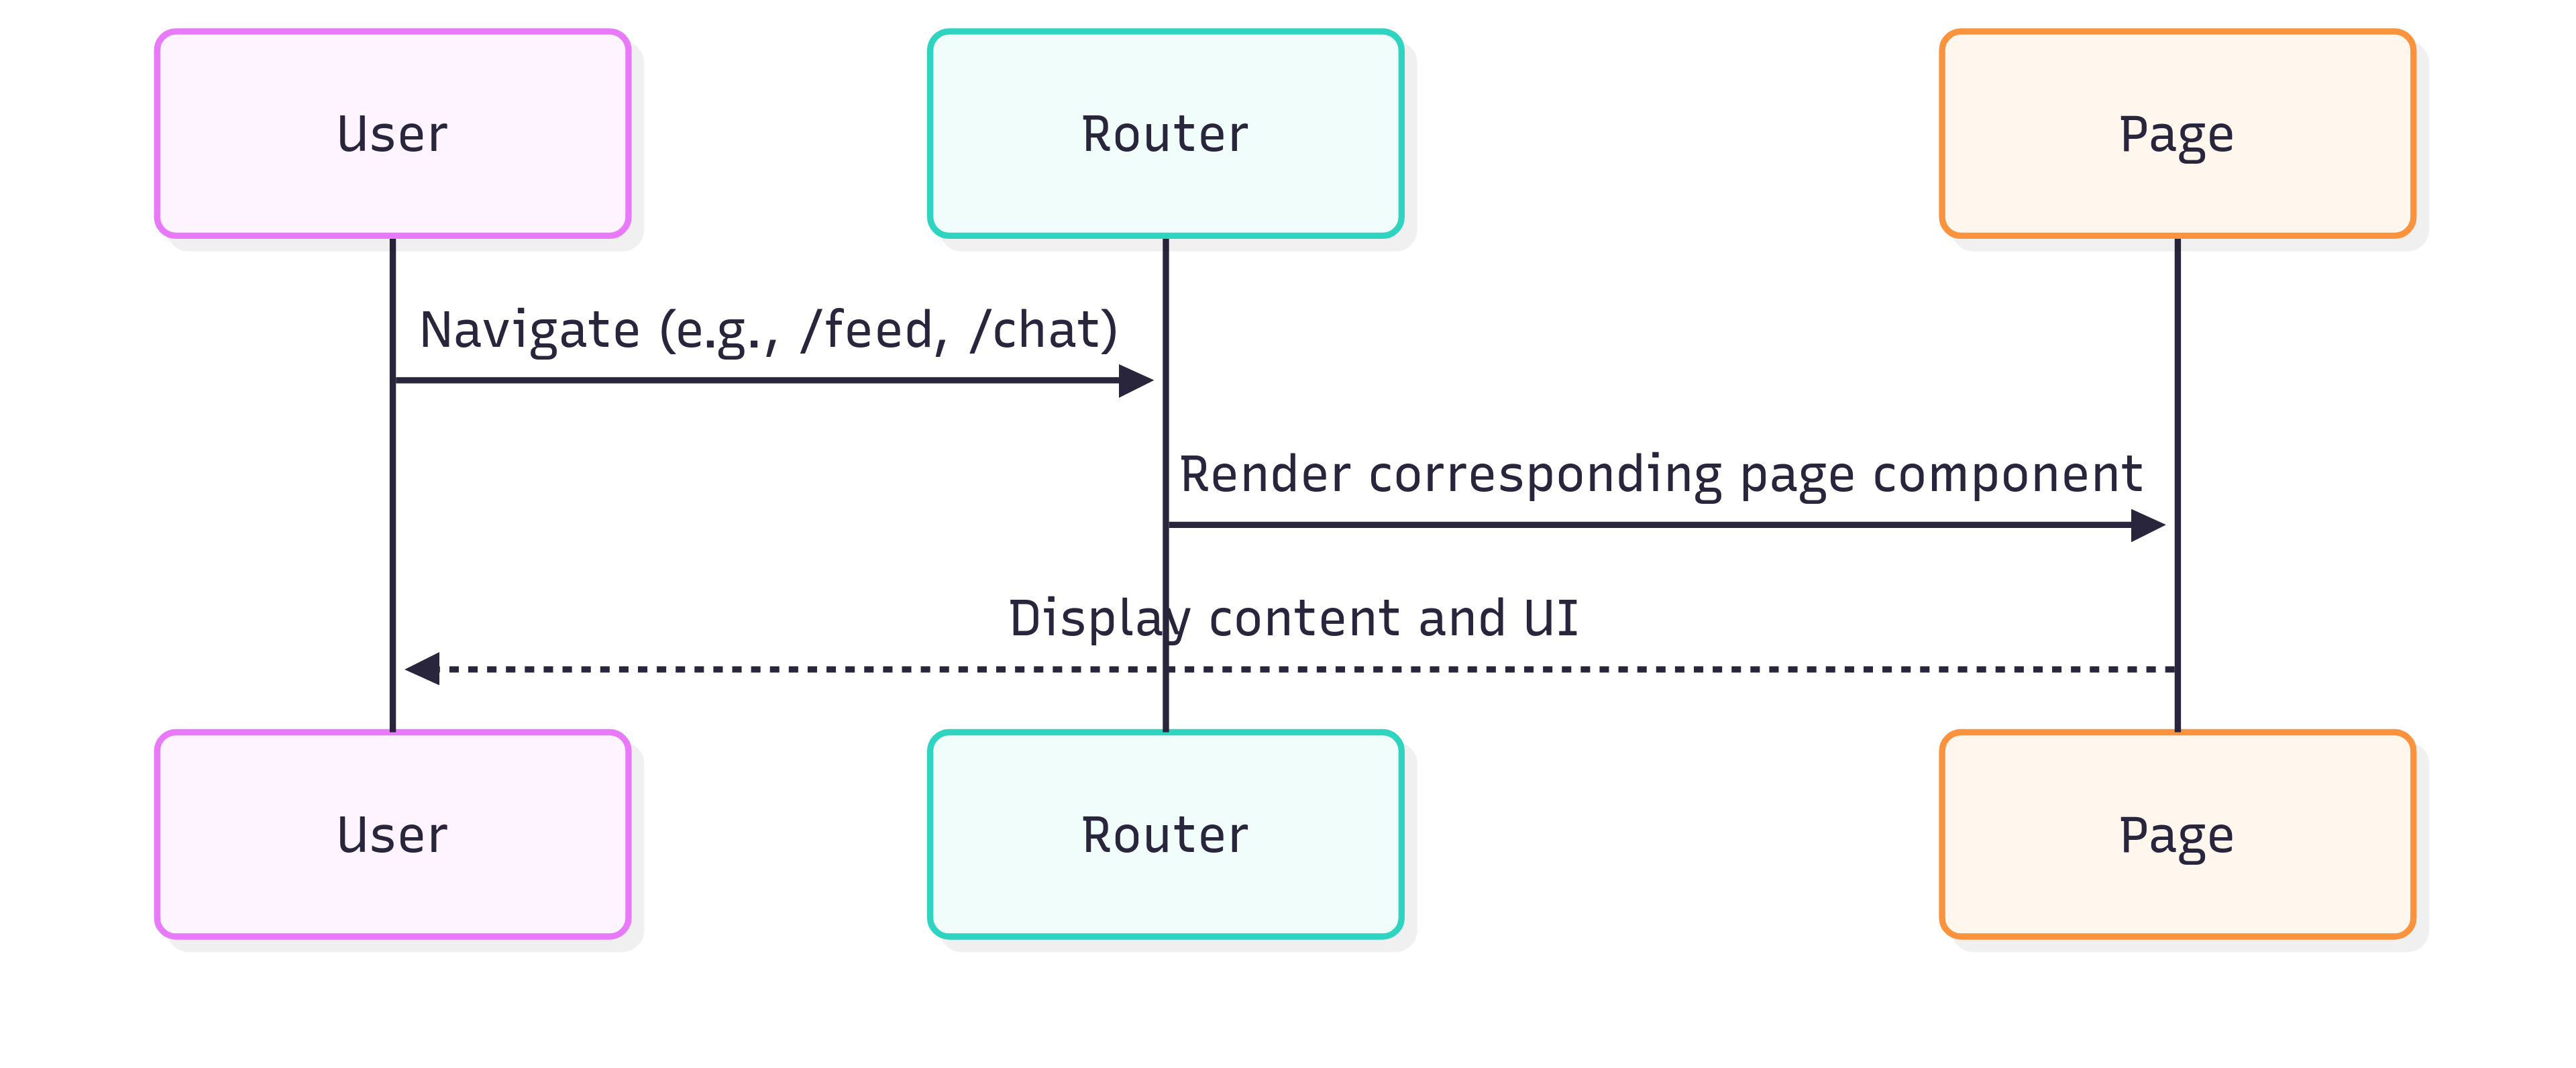 User
Router
Page
Navigate (e.g., /feed, /chat)
Render corresponding page component
Display content and UI
User
Router
Page